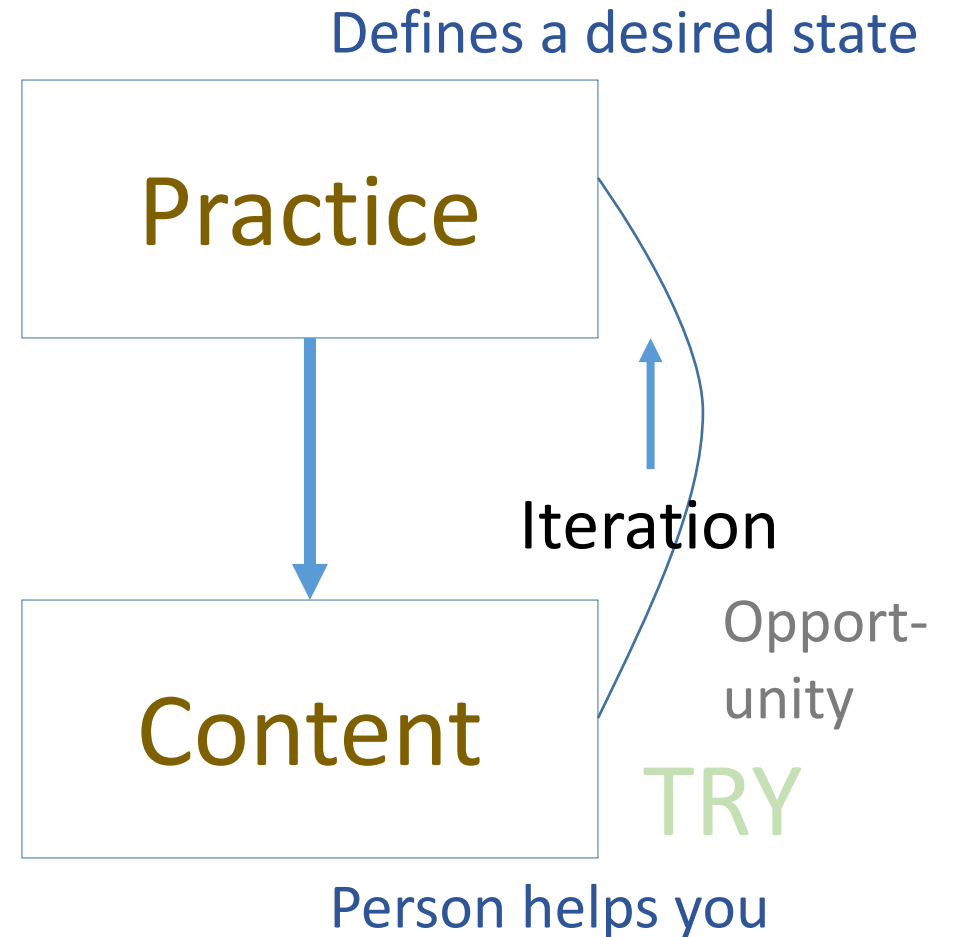 Defines a desired state
Practice
Iteration
Opport-
unity
Content
TRY
Person helps you